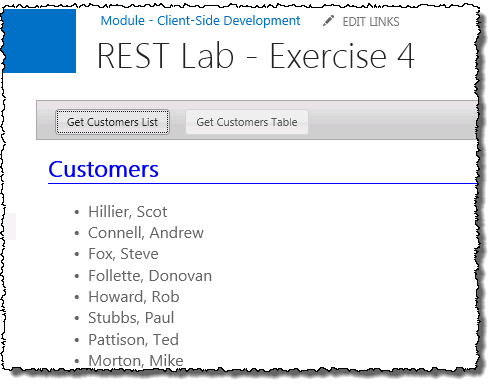 Module - Client-Side Development EDIT LINKS
REST Lab - Exercise 4
Get Customers List Get Customers Table
Customers
• Hillier, Scot
• Connell, Andrew
• Fox, Steve
• Follette, Donovan
• Howard, Rob
• Stubbs, Paul
• Pattison, Ted
• Morton, Mike